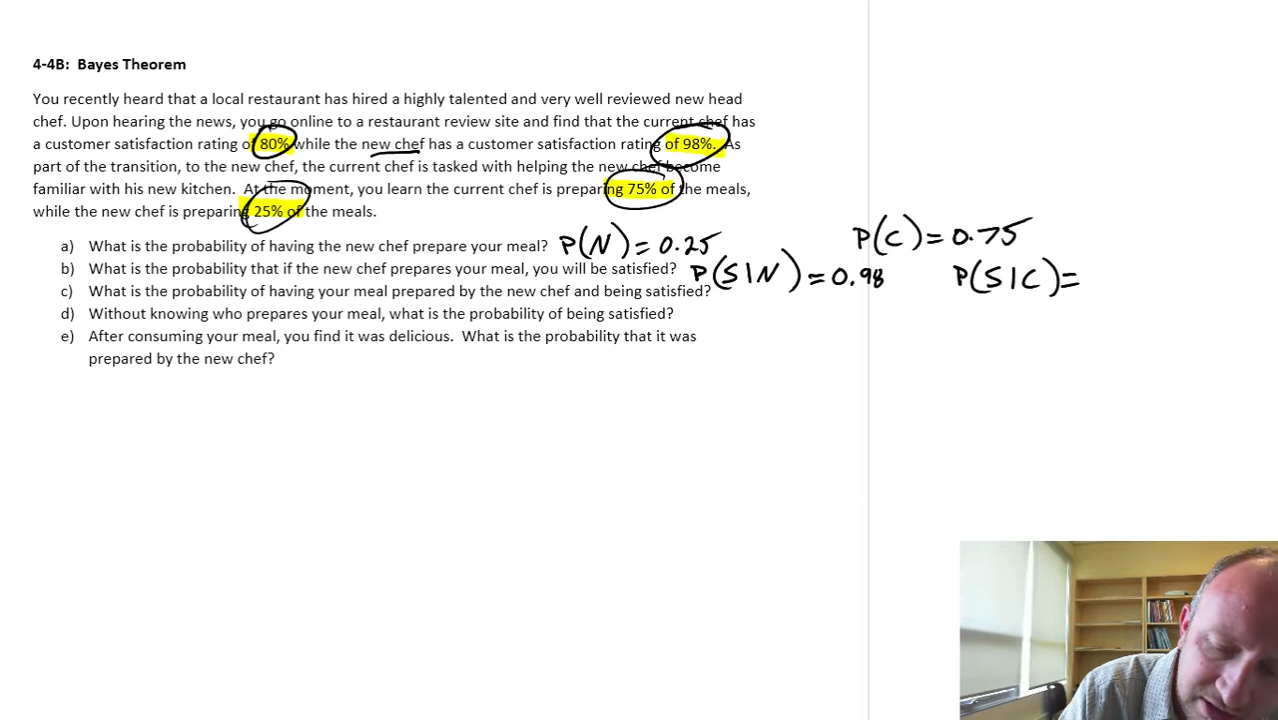 4-4B: Bayes Theorem
You recently heard that a local restaurant has hired a highly talented and very well reviewed new head
chef. Upon hearing the news, you go online to a restaurant review site and find that the current chef has
a customer satisfaction rating of 80% while the new chef has a customer satisfaction rating of 98%. As
part of the transition, to the new chef, the current chef is tasked with helping the new chef become
familiar with his new kitchen. At the moment, you learn the current chef is preparing 75% of the meals,
while the new chef is preparing 25% of the meals.
a) What is the probability of having the new chef prepare your meal? P(N) = 0.25 P(C) = 0.75
b) What is the probability that if the new chef prepares your meal, you will be satisfied? P(S|N) = 0.98 P(S|C) =
c) What is the probability of having your meal prepared by the new chef and being satisfied?
d) Without knowing who prepares your meal, what is the probability of being satisfied?
e) After consuming your meal, you find it was delicious. What is the probability that it was
prepared by the new chef?